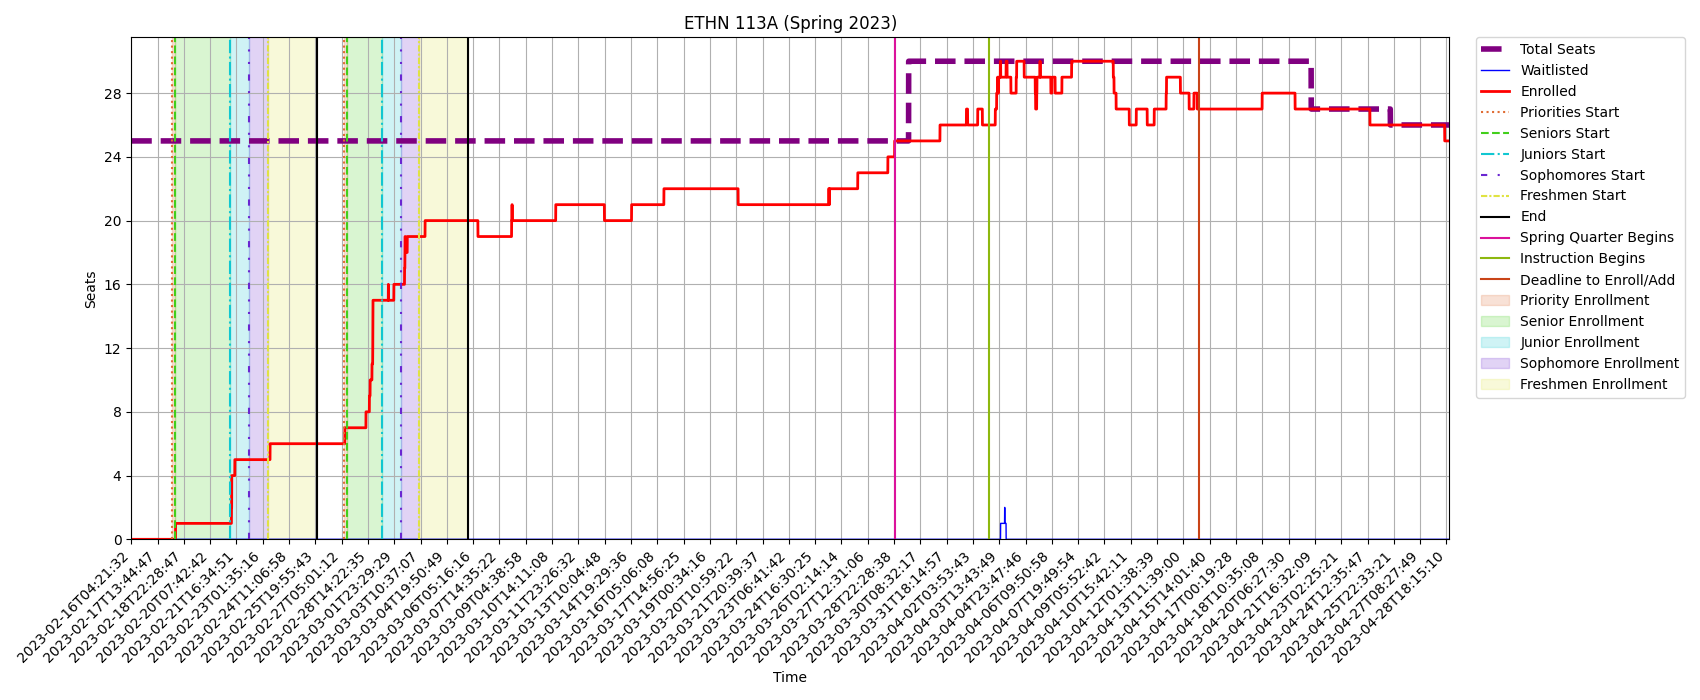 ETHN 113A (Spring 2023)
Seats
28
24
20
16
12
8
4
0
2023-02-16T04:21:32
2023-02-17T13:44:47
2023-02-18T22:28:47
2023-02-20T07:42:42
2023-02-21T16:34:51
2023-02-23T01:35:16
2023-02-24T11:06:58
2023-02-25T19:55:43
2023-02-27T05:01:12
2023-02-28T14:22:35
2023-03-01T23:29:29
2023-03-03T10:37:07
2023-03-04T19:50:49
2023-03-06T05:16:16
2023-03-07T14:35:22
2023-03-09T04:38:58
2023-03-10T14:11:08
2023-03-11T23:26:32
2023-03-13T10:04:48
2023-03-14T19:29:36
2023-03-16T05:06:08
2023-03-17T14:56:25
2023-03-19T00:34:16
2023-03-20T10:59:22
2023-03-21T20:39:37
2023-03-23T06:41:42
2023-03-24T16:30:25
2023-03-26T02:14:14
2023-03-27T12:31:06
2023-03-28T22:28:38
2023-03-30T08:32:17
2023-03-31T18:14:57
2023-04-02T03:53:43
2023-04-03T13:43:49
2023-04-04T23:47:46
2023-04-06T09:50:58
2023-04-07T19:49:54
2023-04-09T05:52:42
2023-04-10T15:42:11
2023-04-12T01:38:39
2023-04-13T11:39:00
2023-04-15T14:01:40
2023-04-17T00:19:28
2023-04-18T10:35:08
2023-04-20T06:27:30
2023-04-21T16:32:09
2023-04-23T02:25:21
2023-04-24T12:35:47
2023-04-25T22:33:21
2023-04-27T08:27:49
2023-04-28T18:15:10
Time
Total Seats
Waitlisted
Enrolled
Priorities Start
Seniors Start
Juniors Start
Sophomores Start
Freshmen Start
End
Spring Quarter Begins
Instruction Begins
Deadline to Enroll/Add
Priority Enrollment
Senior Enrollment
Junior Enrollment
Sophomore Enrollment
Freshmen Enrollment